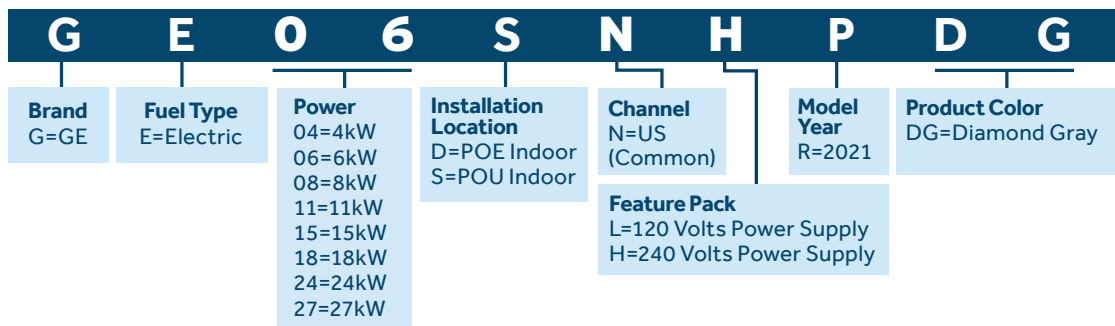 G E 0 6 S N H P D G
Brand
G=GE
Fuel Type
E=Electric
Power
04=4kW
06=6kW
08=8kW
11=11kW
15=15kW
18=18kW
24=24kW
27=27kW
Installation
Location
D=POE Indoor
S=POU Indoor
Channel
N=US
(Common)
Feature Pack
L=120 Volts Power Supply
H=240 Volts Power Supply
Model
Year
R=2021
Product Color
DG=Diamond Gray